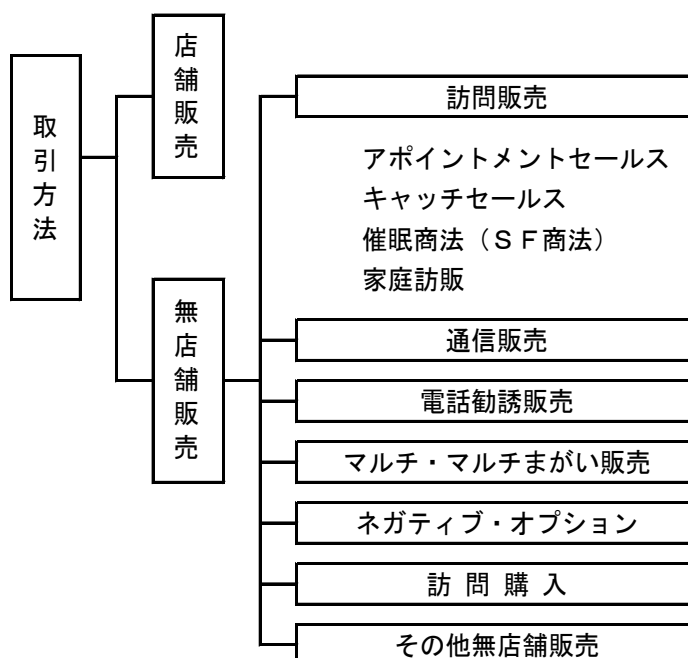 取引方法
店舗販売
無店舗販売
訪問販売
アポイントメントセールス
キャッチセールス
催眠商法（ＳＦ商法）
家庭訪販
通信販売
電話勧誘販売
マルチ・マルチまがい販売
ネガティブ・オプション
訪 問 購 入
その他無店舗販売